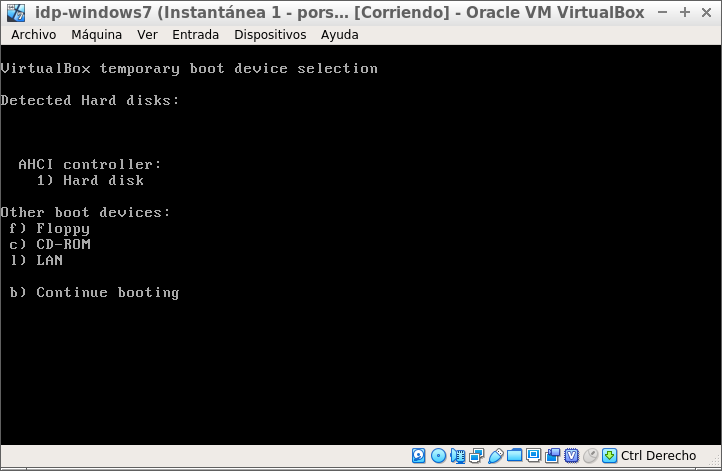 idp-windows7 (Instantánea 1 - pors... [Corriendo] - Oracle VM VirtualBox
Archivo Máquina Ver Entrada Dispositivos Ayuda
VirtualBox temporary boot device selection
Detected Hard disks:
AHCI controller:
1) Hard disk
Other boot devices:
f) Floppy
c) CD-ROM
l) LAN
b) Continue booting
Ctrl Derecho